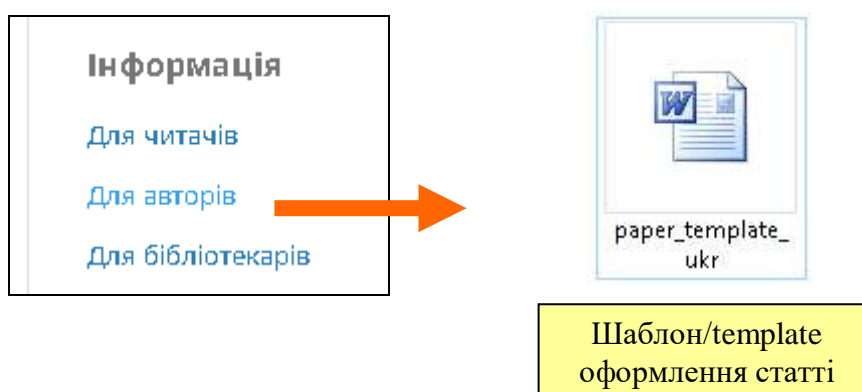 Інформація
Для читачів
Для авторів
Для бібліотекарів
W
paper_template_
ukr
Шаблон/template
оформлення статті